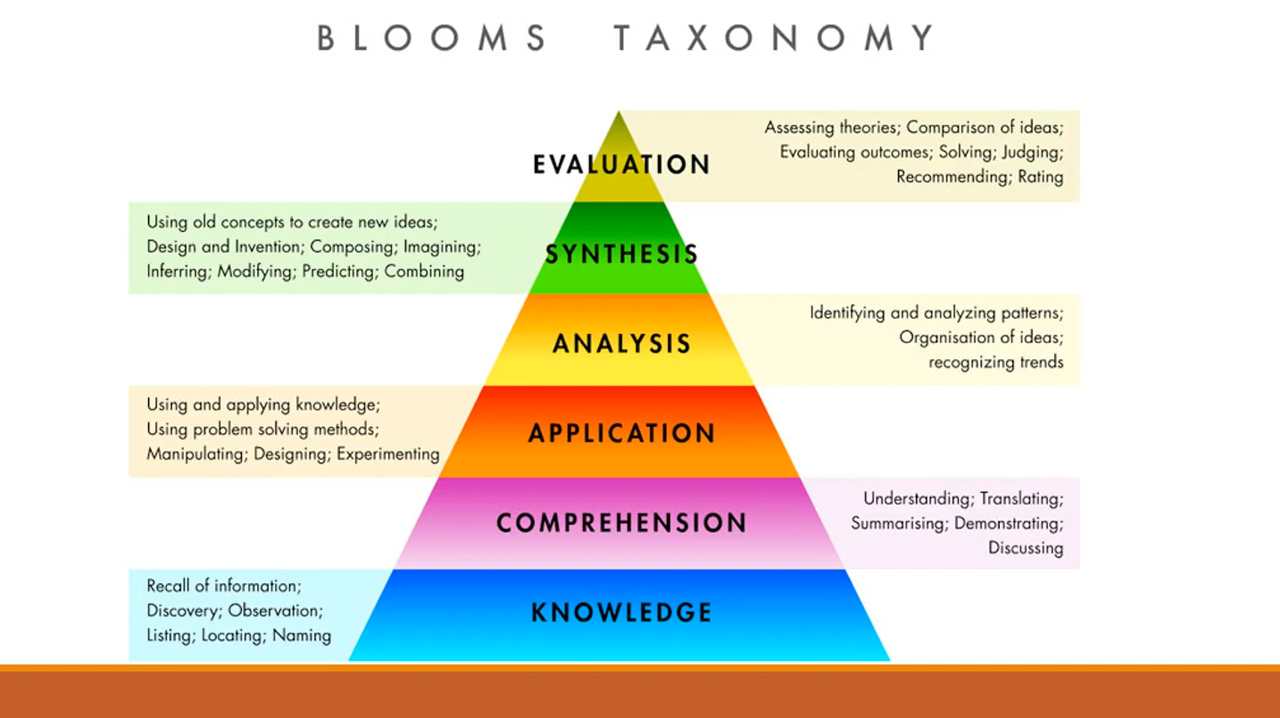 BLOOMS TAXONOMY
EVALUATION
Assessing theories; Comparison of ideas;
Evaluating outcomes; Solving; Judging;
Recommending; Rating
Using old concepts to create new ideas;
Design and Invention; Composing; Imagining;
Inferring; Modifying; Predicting; Combining
SYNTHESIS
ANALYSIS
Identifying and analyzing patterns;
Organisation of ideas;
recognizing trends
Using and applying knowledge;
Using problem solving methods;
Manipulating; Designing; Experimenting
APPLICATION
COMPREHENSION
Understanding; Translating;
Summarising; Demonstrating;
Discussing
Recall of information;
Discovery; Observation;
Listing; Locating; Naming
KNOWLEDGE